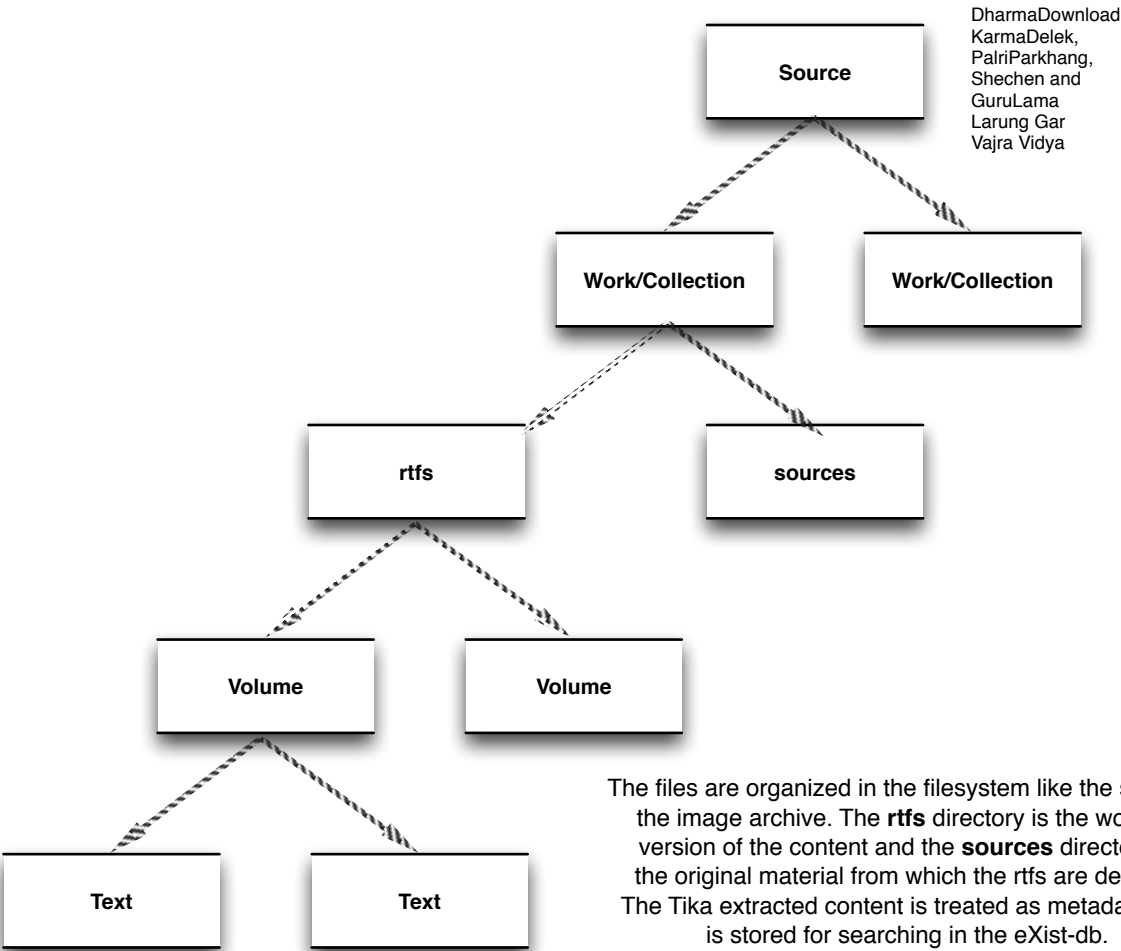 DharmaDownload
KarmaDelek,
PalriParkhang,
Shechen and
GuruLama
Larung Gar
Vajra Vidya
Source
Work/Collection
Work/Collection
rtfs
sources
Volume
Volume
Text
Text
The files are organized in the filesystem like the
the image archive. The rtfs directory is the
version of the content and the sources
the original material from which the rtfs are
The Tika extracted content is treated as
is stored for searching in the eXist-db.